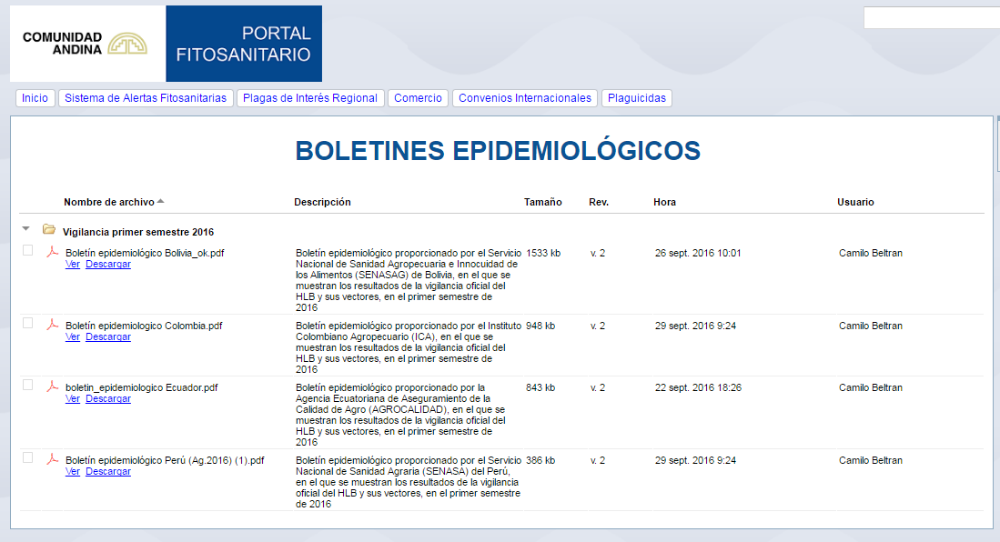 COMUNIDAD
ANDINA
PORTAL
FITOSANITARIO
Inicio Sistema de Alertas Fitosanitarias Plagas de Interés Regional Comercio Convenios Internacionales Plaguicidas
BOLETINES EPIDEMIOLÓGICOS
Nombre de archivo Descripción Tamaño Rev. Hora Usuario
Vigilancia primer semestre 2016
Boletín epidemiológico Bolivia_ok.pdf
Ver Descargar
Boletín epidemiológico proporcionado por el Servicio
Nacional de Sanidad Agropecuaria e Innocuidad de
los Alimentos (SENASAG) de Bolivia, en el que se
muestran los resultados de la vigilancia oficial del
HLB y sus vectores, en el primer semestre de
2016
1533 kb v. 2 26 sept. 2016 10:01 Camilo Beltran
Boletín epidemiologico Colombia.pdf
Ver Descargar
Boletín epidemiológico proporcionado por el Instituto
Colombiano Agropecuario (ICA), en el que se
muestran los resultados de la vigilancia oficial del
HLB y sus vectores, en el primer semestre de
2016
948 kb v. 2 29 sept. 2016 9:24 Camilo Beltran
boletin_epidemiologico Ecuador.pdf
Ver Descargar
Boletín epidemiológico proporcionado por la
Agencia Ecuatoriana de Aseguramiento de la
Calidad de Agro (AGROCALIDAD), en el que se
muestran los resultados de la vigilancia oficial del
HLB y sus vectores, en el primer semestre de
2016
843 kb v. 2 22 sept. 2016 18:26 Camilo Beltran
Boletín epidemiológico Perú (Ag.2016) (1).pdf
Ver Descargar
Boletín epidemiológico proporcionado por el Servicio
Nacional de Sanidad Agraria (SENASA) del Perú,
en el que se muestran los resultados de la vigilancia
oficial del HLB y sus vectores, en el primer semestre
de 2016
386 kb v. 2 29 sept. 2016 9:24 Camilo Beltran